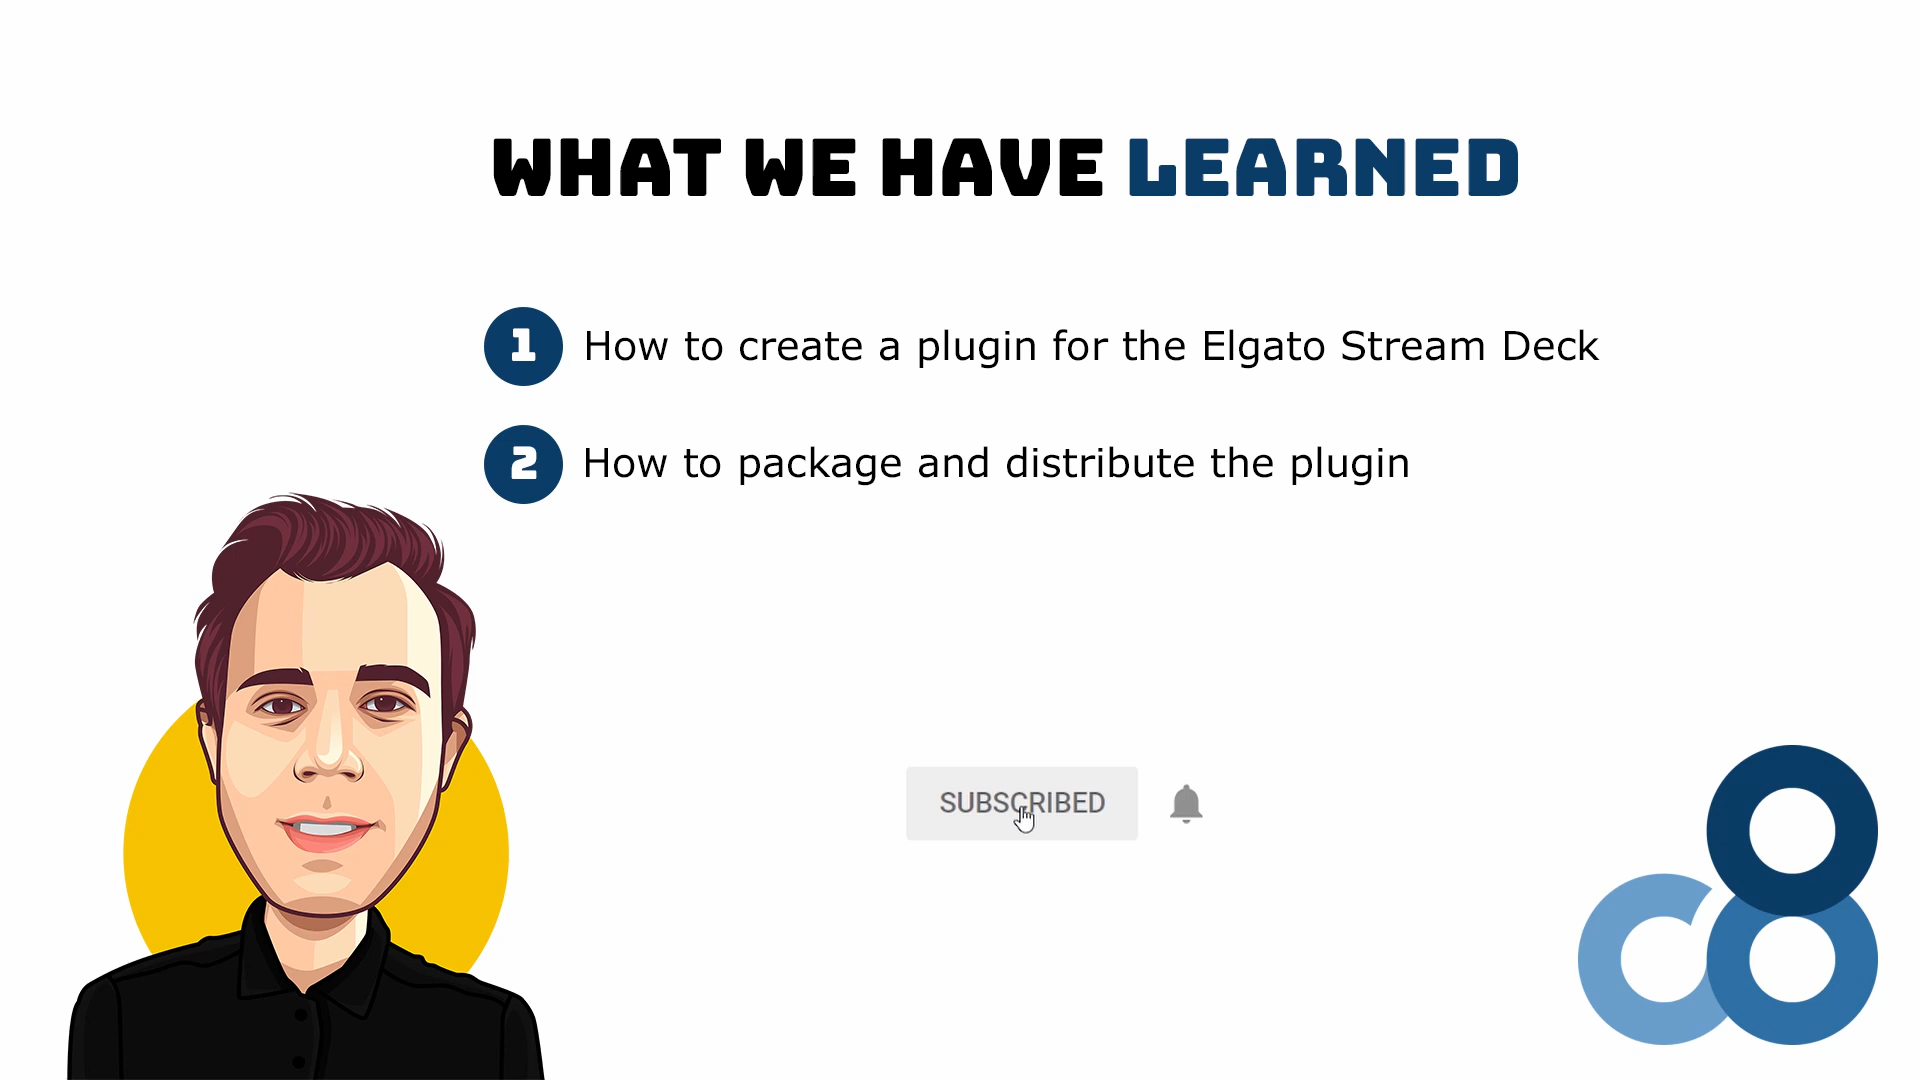 WHAT WE HAVE LEARNED
1 How to create a plugin for the Elgato Stream Deck
2 How to package and distribute the plugin
SUBSCRIBED
c8